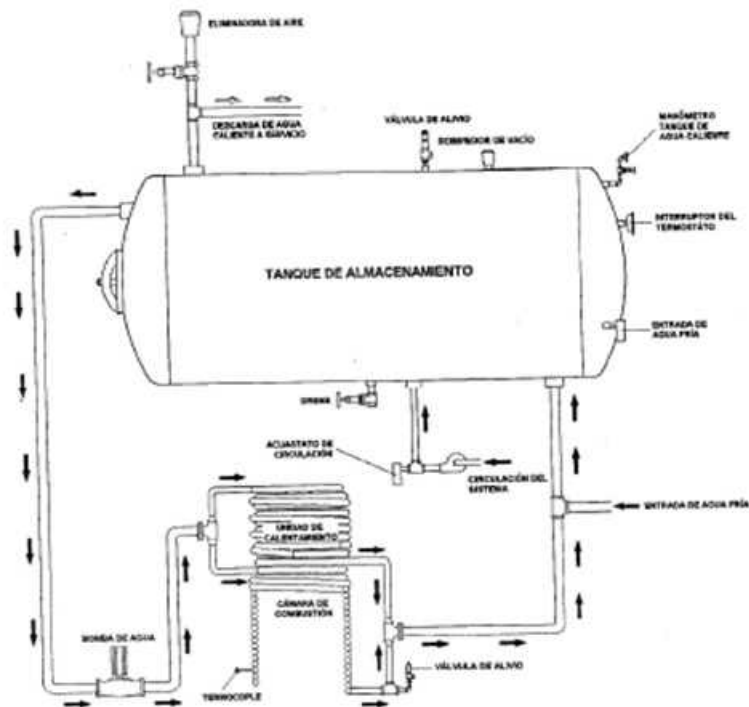 ELIMINADORA DE AIRE
DESCARGA DE AGUA
CALIENTE A SERVICIO
VÁLVULA DE ALIVIO
ROMPEDOR DE VACÍO
MANÓMETRO
TANQUE DE
AGUA CALIENTE
INTERRUPTOR DEL
TERMOSTATO
TANQUE DE ALMACENAMIENTO
ENTRADA DE
AGUA FRÍA
DRENE
ACUASTATO DE
CIRCULACIÓN
CIRCULACIÓN DEL
SISTEMA
ENTRADA DE AGUA FRÍA
UNIDAD DE
CALENTAMIENTO
CÁMARA DE
COMBUSTIÓN
BOMBA DE AGUA
TERMOCOPLE
VÁLVULA DE ALIVIO